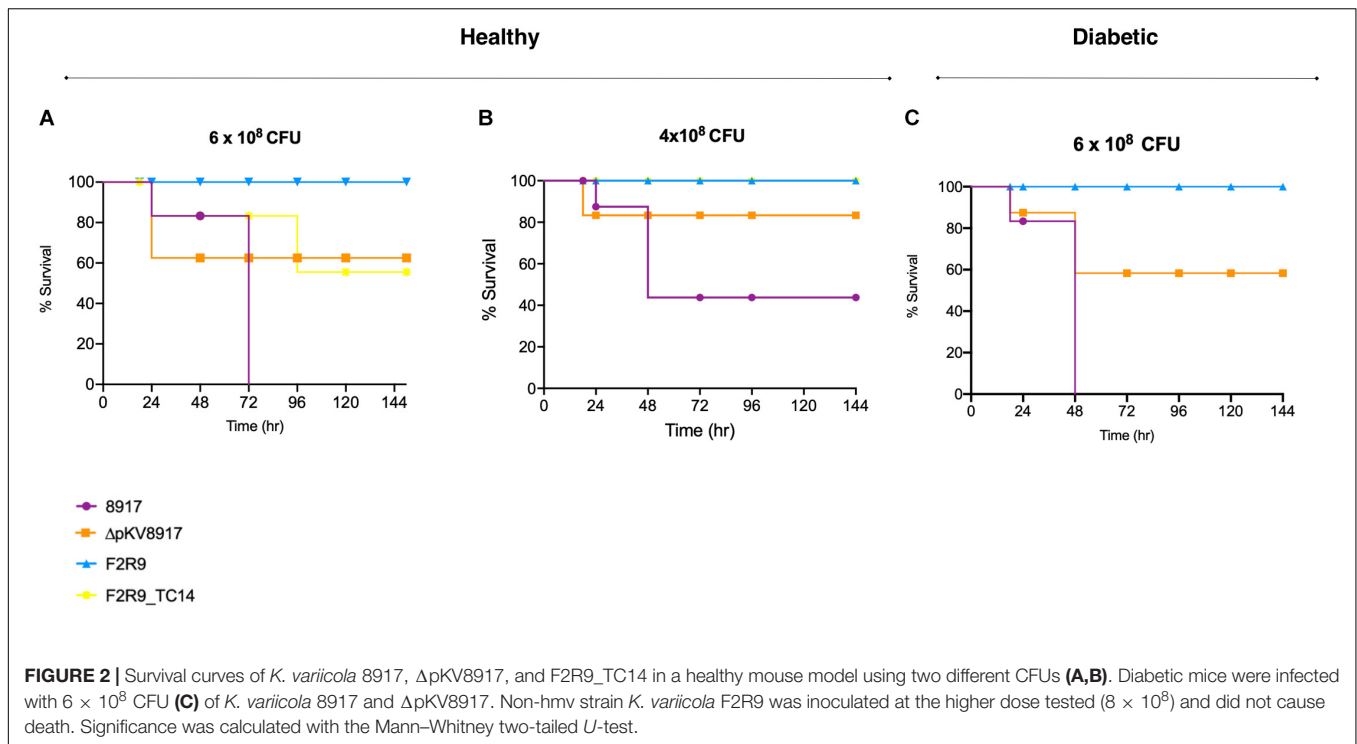 Healthy
Diabetic
A
6 x 10⁸ CFU
% Survival
100
80
60
40
20
0
0 24 48 72 96 120 144
Time (hr)
B
4x10⁸ CFU
% Survival
100
80
60
40
20
0
0 24 48 72 96 120 144
Time (hr)
C
6 x 10⁸ CFU
% Survival
100
80
60
40
20
0
0 24 48 72 96 120 144
Time (hr)
8917
ΔpKV8917
F2R9
F2R9_TC14
FIGURE 2 | Survival curves of K. variicola 8917, ΔpKV8917, and F2R9_TC14 in a healthy mouse model using two different CFUs (A,B). Diabetic mice were infected
with 6 × 10⁸ CFU (C) of K. variicola 8917 and ΔpKV8917. Non-hmv strain K. variicola F2R9 was inoculated at the higher dose tested (8 × 10⁸) and did not cause
death. Significance was calculated with the Mann–Whitney two-tailed U-test.